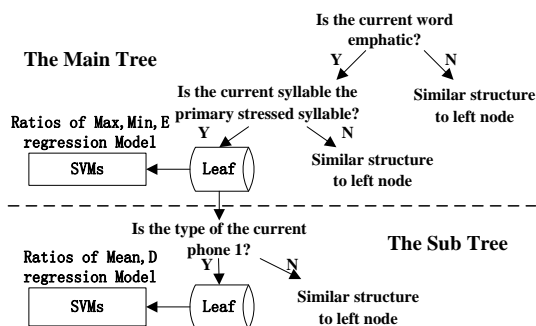 Is the current word
emphatic?
The Main Tree
Y
N
Is the current syllable the
primary stressed syllable?
Similar structure
to left node
Ratios of Max,Min,E
regression Model
Y
N
SVMs
Leaf
Similar structure
to left node
Is the type of the current
phone 1?
The Sub Tree
Ratios of Mean,D
regression Model
Y
N
SVMs
Leaf
Similar structure
to left node